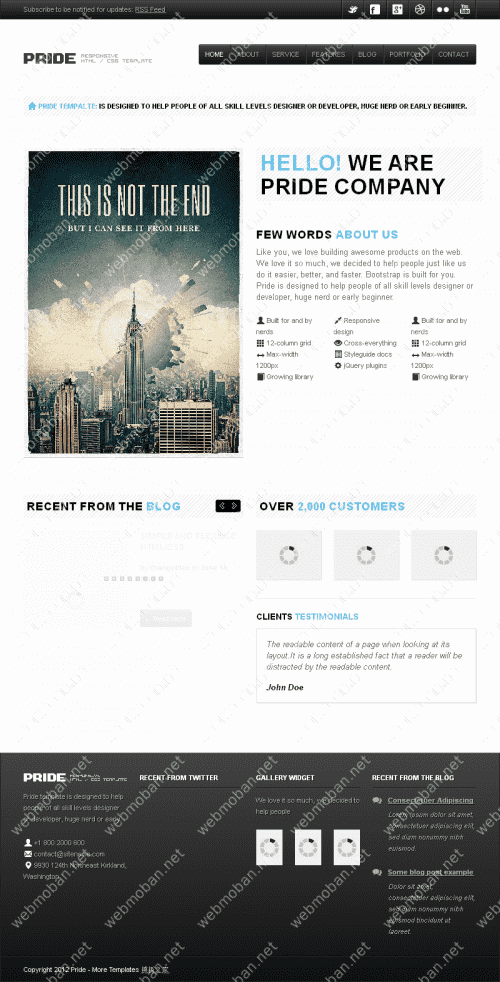 Subscribe to be notified for updates: RSS Feed
PRIDE RESPONSIVE
HTML / CSS TEMPLATE
HOME ABOUT SERVICE FEATURES BLOG PORTFOLIO CONTACT
PRIDE TEMPALTE: IS DESIGNED TO HELP PEOPLE OF ALL SKILL LEVELS DESIGNER OR DEVELOPER, HUGE NERD OR EARLY BEGINNER.
THIS IS NOT THE END
BUT I CAN SEE IT FROM HERE
HELLO! WE ARE
PRIDE COMPANY
FEW WORDS ABOUT US
Like you, we love building awesome products on the web.
We love it so much, we decided to help people just like us
do it easier, better, and faster. Bootstrap is built for you.
Pride is designed to help people of all skill levels designer or
developer, huge nerd or early beginner.
Built for and by
nerds
12-column grid
Max-width
1200px
Growing library
Responsive
design
Cross-everything
Styleguide docs
jQuery plugins
Built for and by
nerds
12-column grid
Max-width
1200px
Growing library
RECENT FROM THE BLOG
Read more
OVER 2,000 CUSTOMERS
CLIENTS TESTIMONIALS
The readable content of a page when looking at its
layout.It is a long established fact that a reader will be
distracted by the readable content.
John Doe
PRIDE RESPONSIVE
HTML / CSS TEMPLATE
Pride template is designed to help
people of all skill levels designer
or developer, huge nerd or early
+1 800 2000 600
9930 124th Northeast Kirkland,
Washington
RECENT FROM TWITTER
GALLERY WIDGET
We love it so much, we decided to
help people
RECENT FROM THE BLOG
Consectetuer Adipiscing
Lorem ipsum dolor sit amet,
consectetuer adipiscing elit,
sed diam nonummy nibh
euismod.
Some blog post example
Dolor sit amet,
consectetuer adipiscing elit,
sed diam nonummy nibh
euismod tincidunt ut
laoreet.
Copyright 2012 Pride - More Templates
webmoban.net